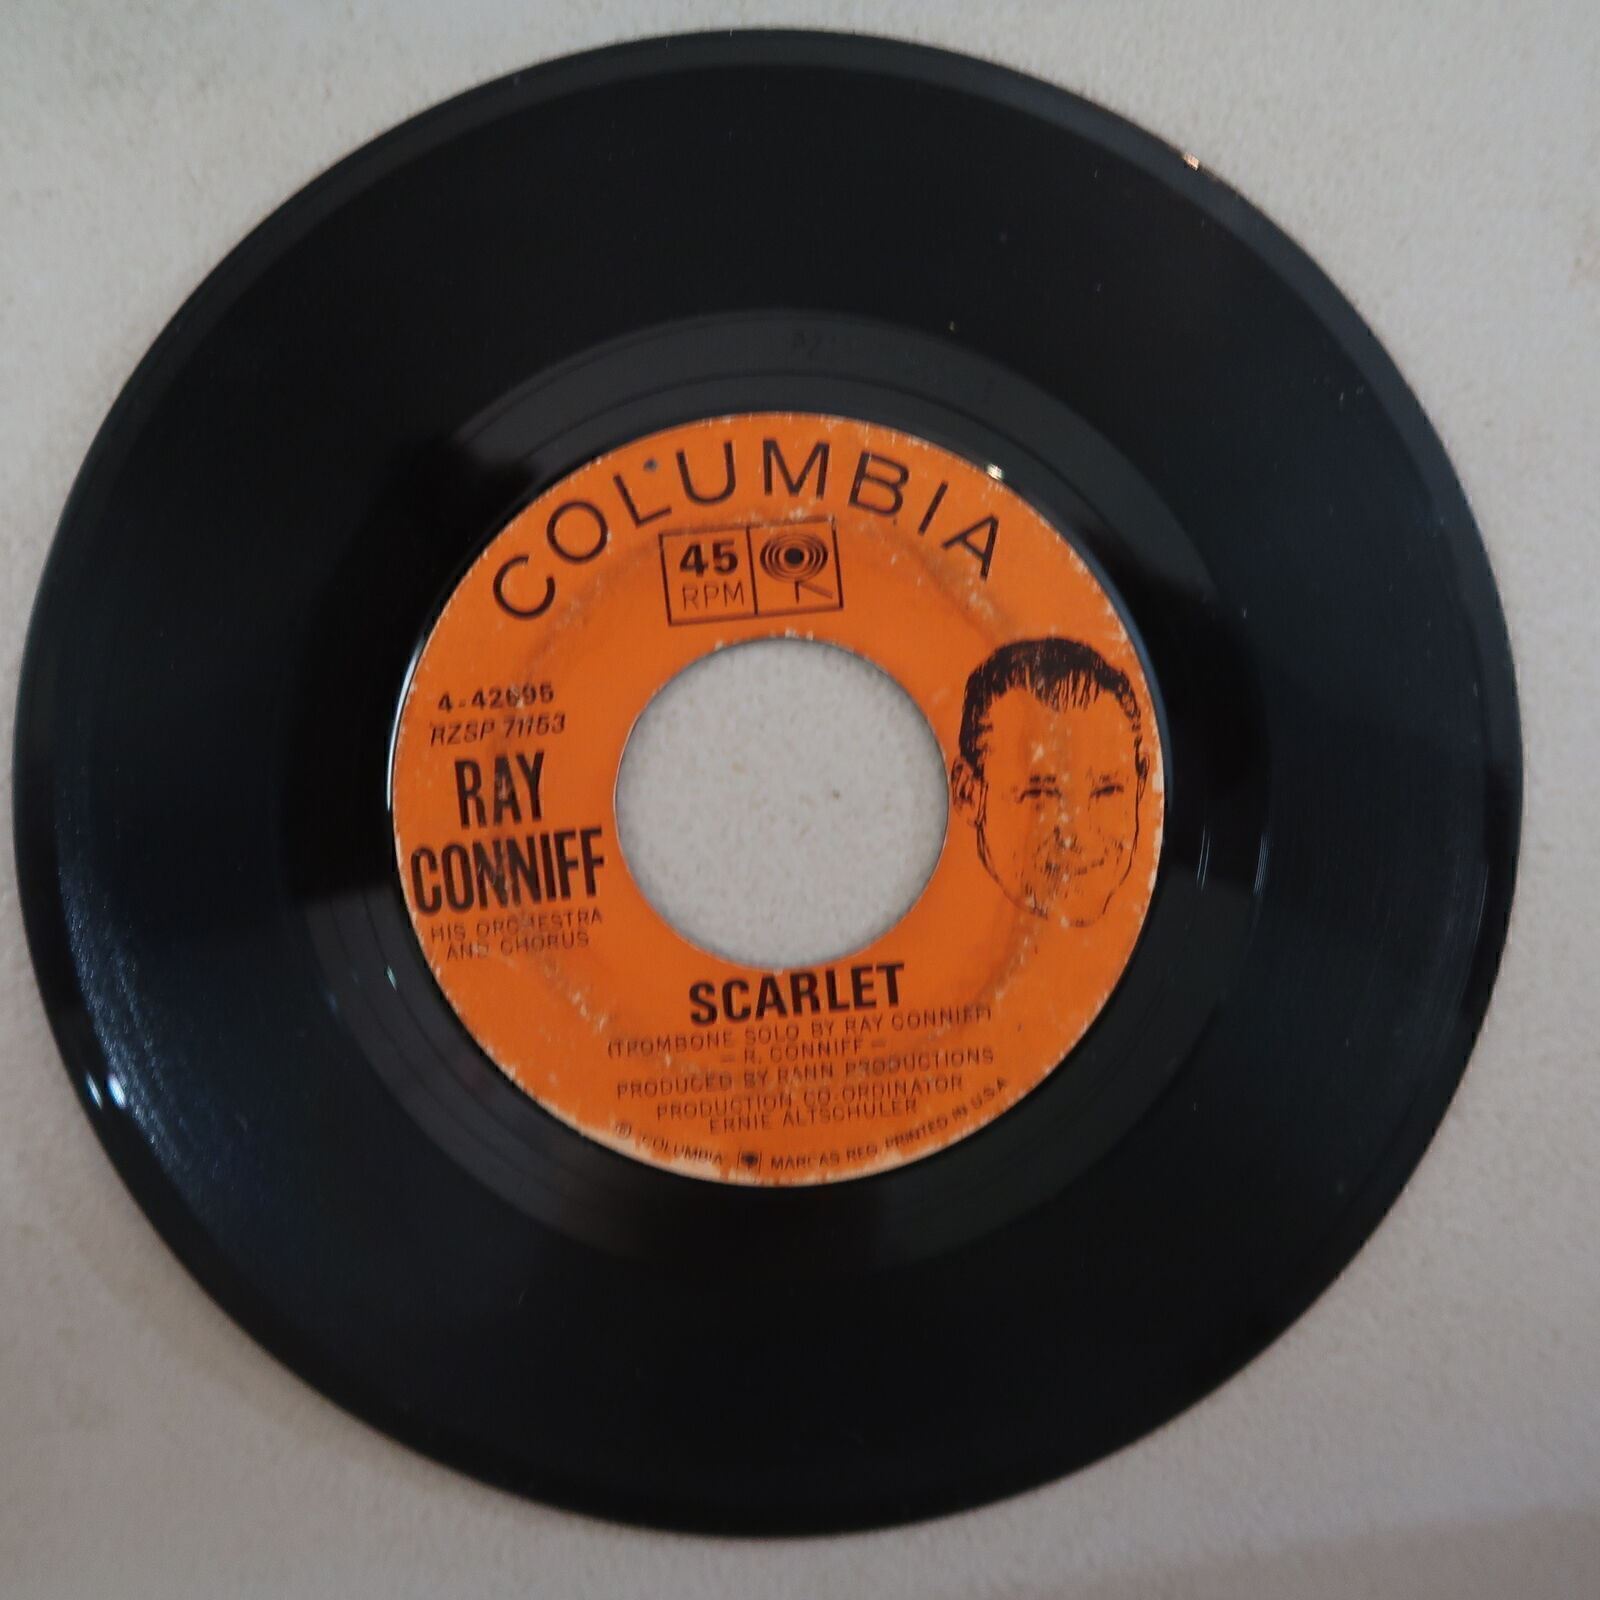 COLUMBIA
45
RPM
4-42695
RZSP 71153
RAY
CONNIFF
HIS ORCHESTRA
AND CHORUS
SCARLET
(TROMBONE SOLO BY RAY CONNIFF)
- R. CONNIFF -
PRODUCED BY RANN PRODUCTIONS
PRODUCTION CO-ORDINATOR
ERNIE ALTSCHULER
COLUMBIA MARCAS REG. PRINTED IN U.S.A.